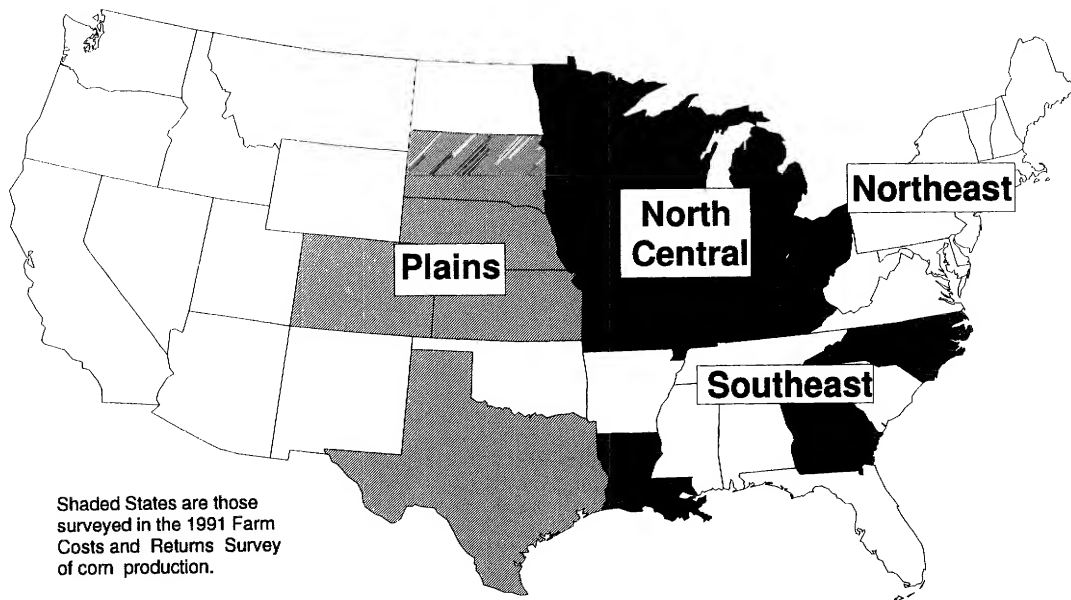 Northeast
North
Central
Plains
Southeast
Shaded States are those
surveyed in the 1991 Farm
Costs and Returns Survey
of corn production.